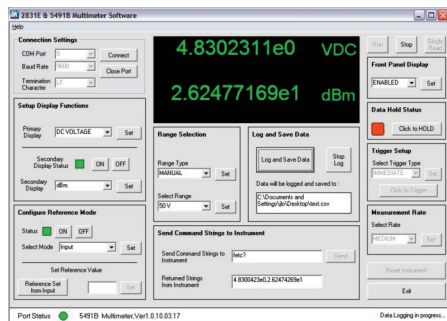 2831E & 5491B Multimeter Software
Help
Connection Settings
COM Port 5
Connect
Baud Rate 9600
Close Port
Termination Character LF
Setup Display Functions
Primary Display DC VOLTAGE Set
Secondary Display Status ON OFF
Secondary Display dBm Set
Configure Reference Mode
Status ON OFF
Select Mode Input Set
Set Reference Value
Reference Set from Input Set
4.8302311e0 VDC
2.62477169e1 dBm
Range Selection
Range Type
MANUAL Set
Select Range
50 V Set
Log and Save Data
Log and Save Data
Stop Log
Data will be logged and saved to :
C:\Documents and
Settings\jlo\Desktop\test.csv
Send Command Strings to Instrument
Send Command Strings to Instrument fetc? Send
Returned Strings from Instrument 4.8300423e0,2.62474269e1
Run Stop Single Read
Front Panel Display
ENABLED Set
Data Hold Status
Click to HOLD
Trigger Setup
Select Trigger Type
IMMEDIATE Set
Click to Trigger
Measurement Rate
Select Rate
MEDIUM Set
Reset Instrument
Exit
Port Status 5491B Multimeter,Ver1.0.10.03.17
Data Logging in progress...